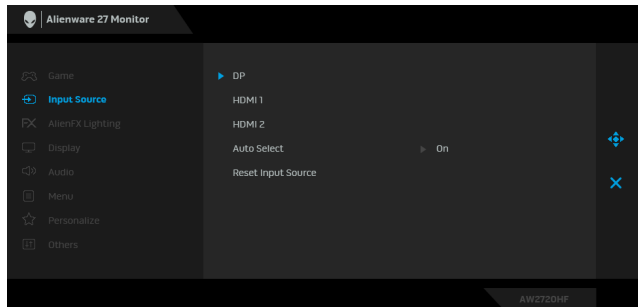 Alienware 27 Monitor
Game
DP
Input Source
HDMI 1
AlienFX Lighting
HDMI 2
Display
Auto Select
On
Audio
Reset Input Source
Menu
Personalize
Others
AW2720HF